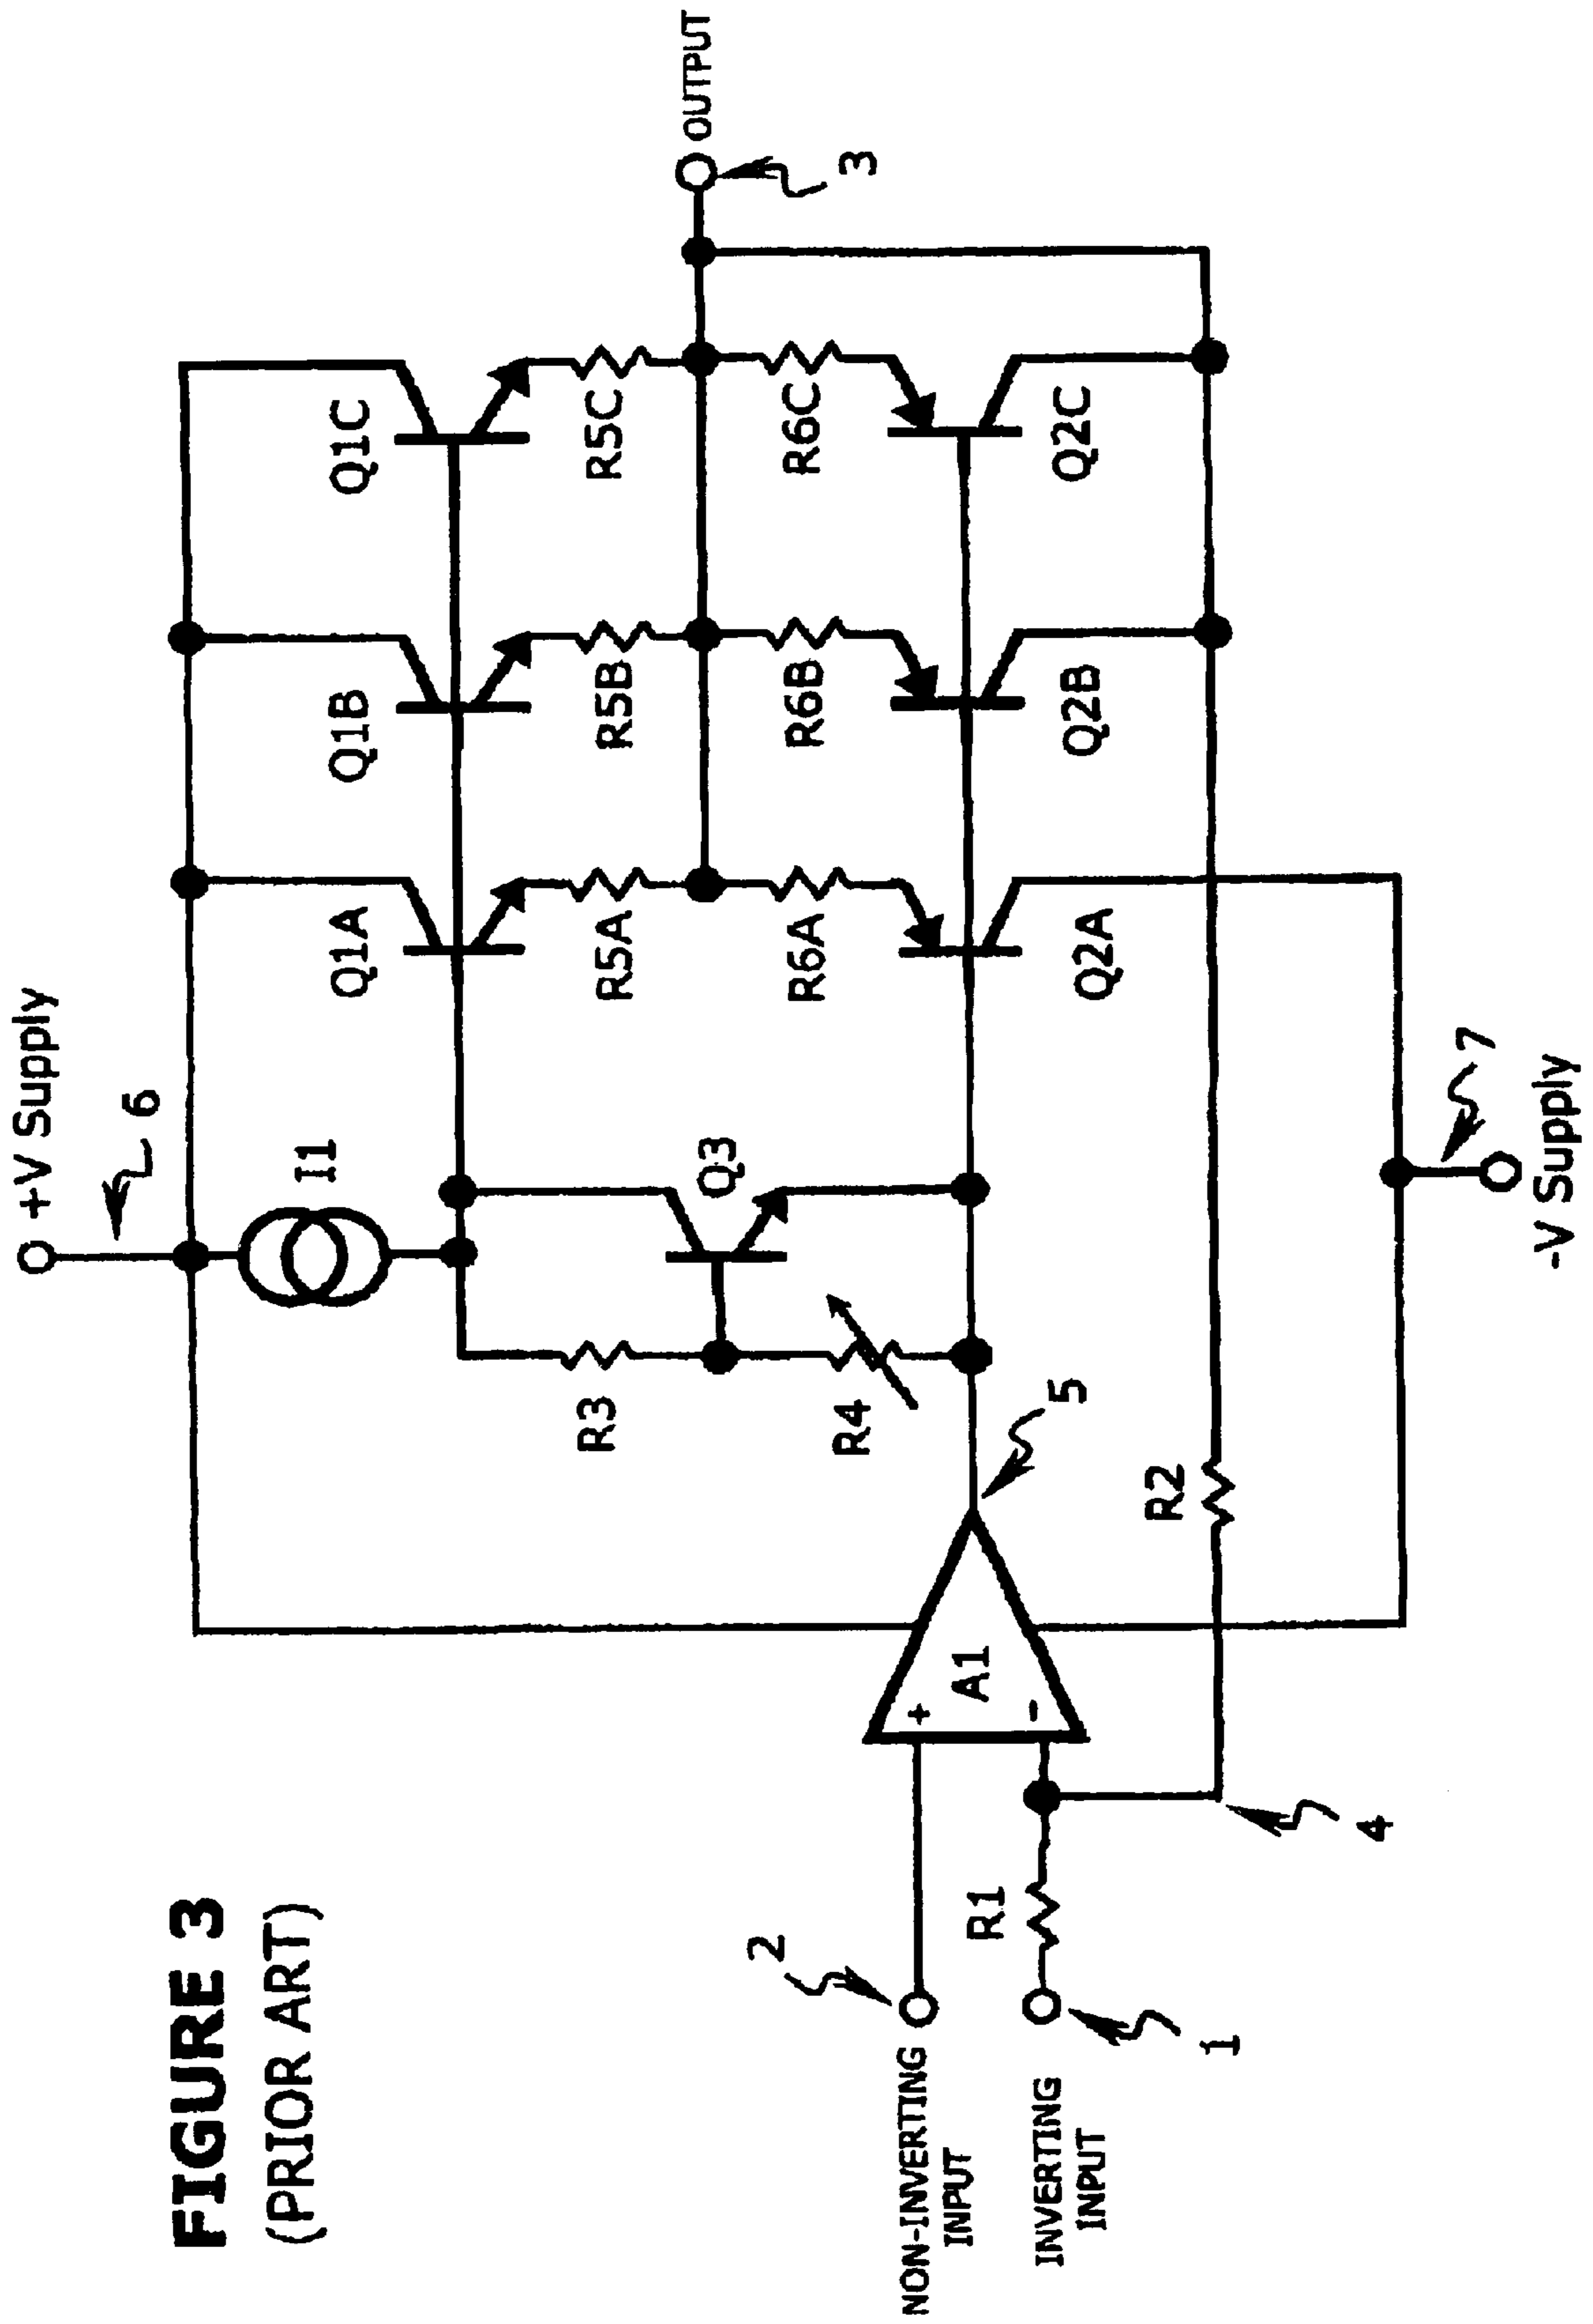 FIGURE 3
(PRIOR ART)
+V Supply
6
I1
Q1A
Q1B
Q1C
R3
Q3
R5A
R5B
R5C
OUTPUT
3
R4
R6A
R6B
R6C
2
NON-INVERTING
INPUT
+
A1
-
5
Q2A
Q2B
Q2C
R1
INVERTING
INPUT
1
R2
4
7
-V Supply